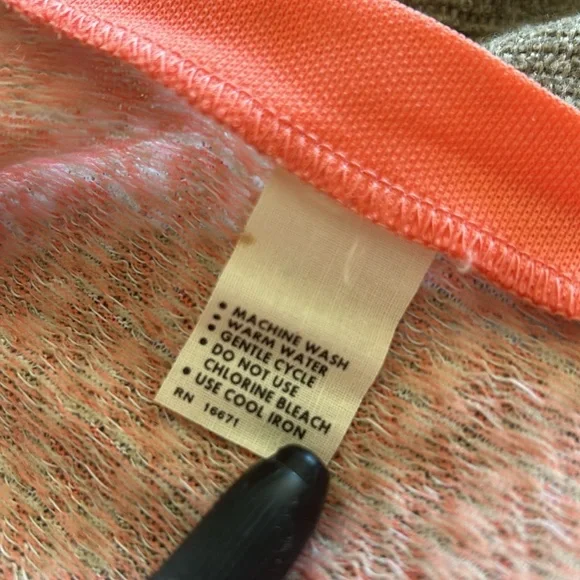 • MACHINE WASH
• WARM WATER
• GENTLE CYCLE
• DO NOT USE
CHLORINE BLEACH
• USE COOL IRON
RN 16671